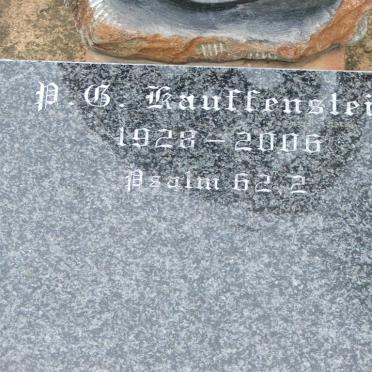 P.G. Kauffenstei
1928-2006
Psalm 62,2